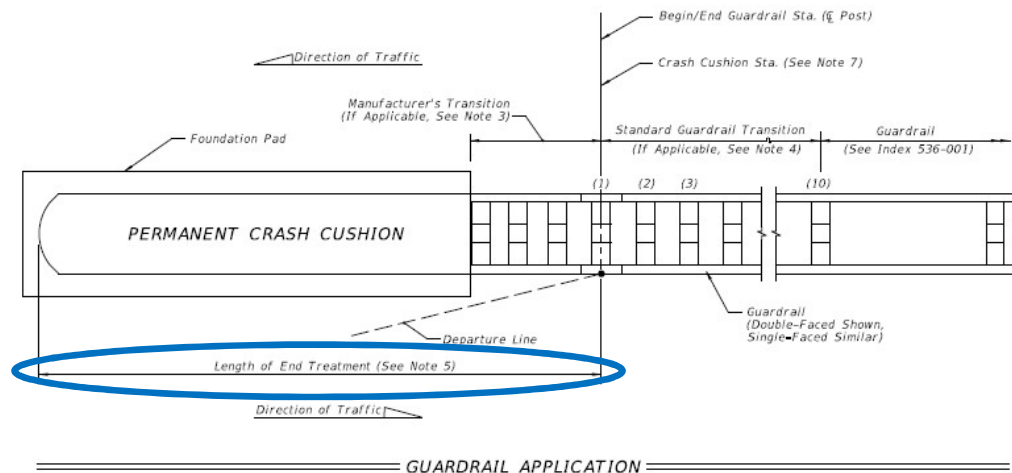 Begin/End Guardrail Sta. (℄ Post)
Direction of Traffic
Crash Cushion Sta. (See Note 7)
Manufacturer's Transition
(If Applicable, See Note 3)
Foundation Pad
Standard Guardrail Transition
(If Applicable, See Note 4)
Guardrail
(See Index 536-001)
(1) (2) (3) (10)
PERMANENT CRASH CUSHION
Guardrail
(Double-Faced Shown,
Single-Faced Similar)
Departure Line
Length of End Treatment (See Note 5)
Direction of Traffic
GUARDRAIL APPLICATION